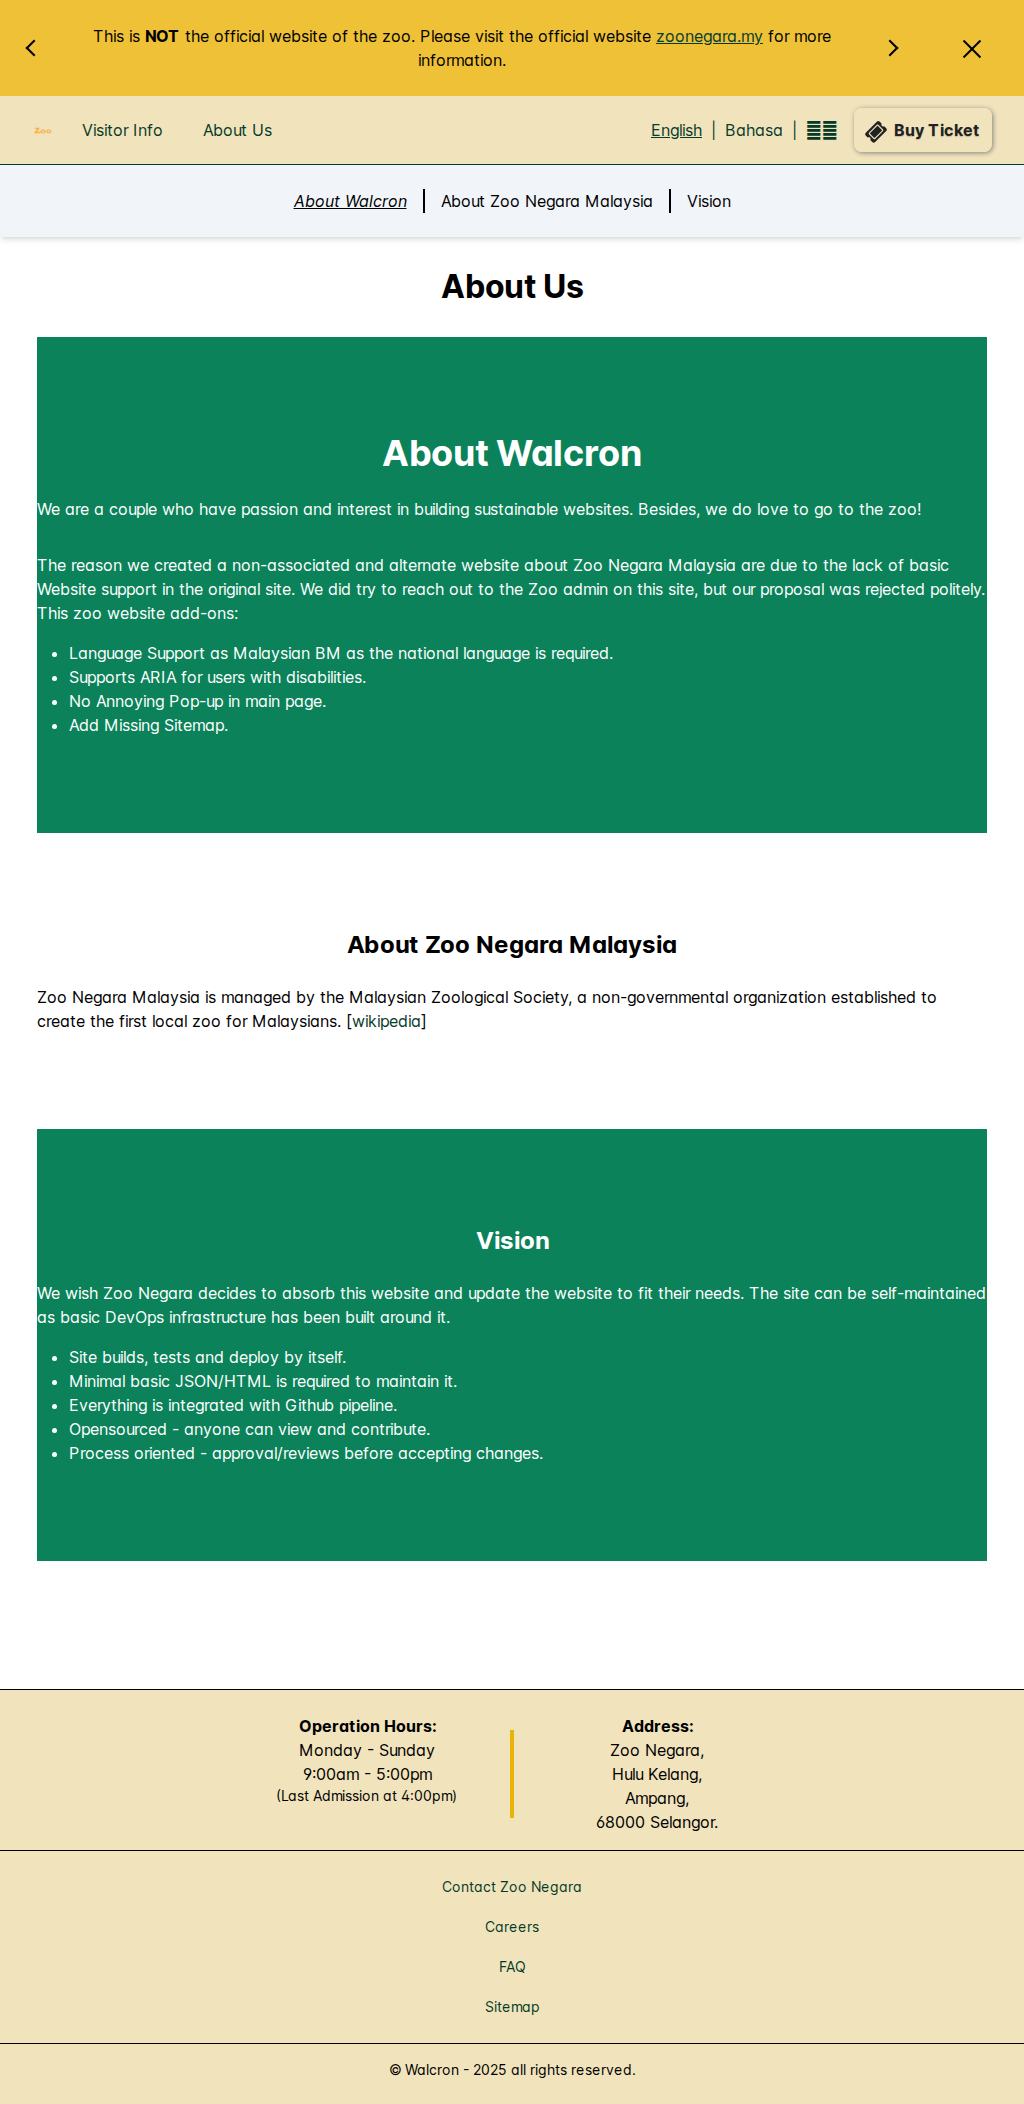 This is NOT the official website of the zoo. Please visit the official website zoonegara.my for more
information.
Zoo
Visitor Info
About Us
English | Bahasa |
Buy Ticket
About Walcron
About Zoo Negara Malaysia
Vision
About Us
About Walcron
We are a couple who have passion and interest in building sustainable websites. Besides, we do love to go to the zoo!
The reason we created a non-associated and alternate website about Zoo Negara Malaysia are due to the lack of basic
Website support in the original site. We did try to reach out to the Zoo admin on this site, but our proposal was rejected politely.
This zoo website add-ons:
• Language Support as Malaysian BM as the national language is required.
• Supports ARIA for users with disabilities.
• No Annoying Pop-up in main page.
• Add Missing Sitemap.
About Zoo Negara Malaysia
Zoo Negara Malaysia is managed by the Malaysian Zoological Society, a non-governmental organization established to
create the first local zoo for Malaysians. [wikipedia]
Vision
We wish Zoo Negara decides to absorb this website and update the website to fit their needs. The site can be self-maintained
as basic DevOps infrastructure has been built around it.
• Site builds, tests and deploy by itself.
• Minimal basic JSON/HTML is required to maintain it.
• Everything is integrated with Github pipeline.
• Opensourced - anyone can view and contribute.
• Process oriented - approval/reviews before accepting changes.
Operation Hours:
Monday - Sunday
9:00am - 5:00pm
(Last Admission at 4:00pm)
Address:
Zoo Negara,
Hulu Kelang,
Ampang,
68000 Selangor.
Contact Zoo Negara
Careers
FAQ
Sitemap
© Walcron - 2025 all rights reserved.